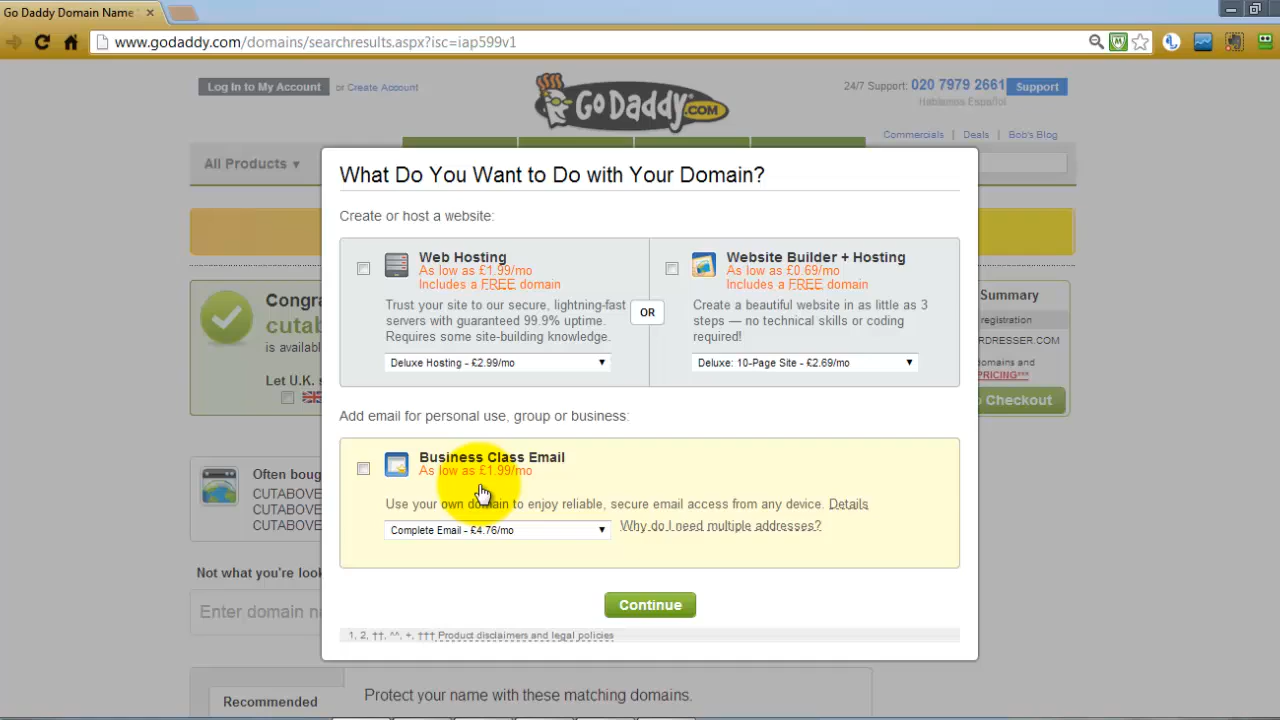 Go Daddy Domain Name
www.godaddy.com/domains/searchresults.aspx?isc=iap599v1
Log In to My Account or Create Account
GoDaddy.COM
24/7 Support: 020 7979 2661 Support
Hablamos Español
Commercials | Deals | Bob's Blog
All Products ▼
What Do You Want to Do with Your Domain?
Create or host a website:
Web Hosting
As low as £1.99/mo
Includes a FREE domain
Trust your site to our secure, lightning-fast
servers with guaranteed 99.9% uptime.
Requires some site-building knowledge.
Deluxe Hosting - £2.99/mo
OR
Website Builder + Hosting
As low as £0.69/mo
Includes a FREE domain
Create a beautiful website in as little as 3
steps — no technical skills or coding
required!
Deluxe: 10-Page Site - £2.69/mo
Add email for personal use, group or business:
Business Class Email
As low as £1.99/mo
Use your own domain to enjoy reliable, secure email access from any device. Details
Complete Email - £4.76/mo
Why do I need multiple addresses?
Continue
1, 2, ††, ^^, +, ††† Product disclaimers and legal policies
Congra
cutab
is availabl
Let U.K. s
Summary
registration
RDRESSER.COM
omains and
PRICING***
Checkout
Often boug
CUTABOVE
CUTABOVE
CUTABOVE
Not what you're look
Enter domain n
Recommended
Protect your name with these matching domains.